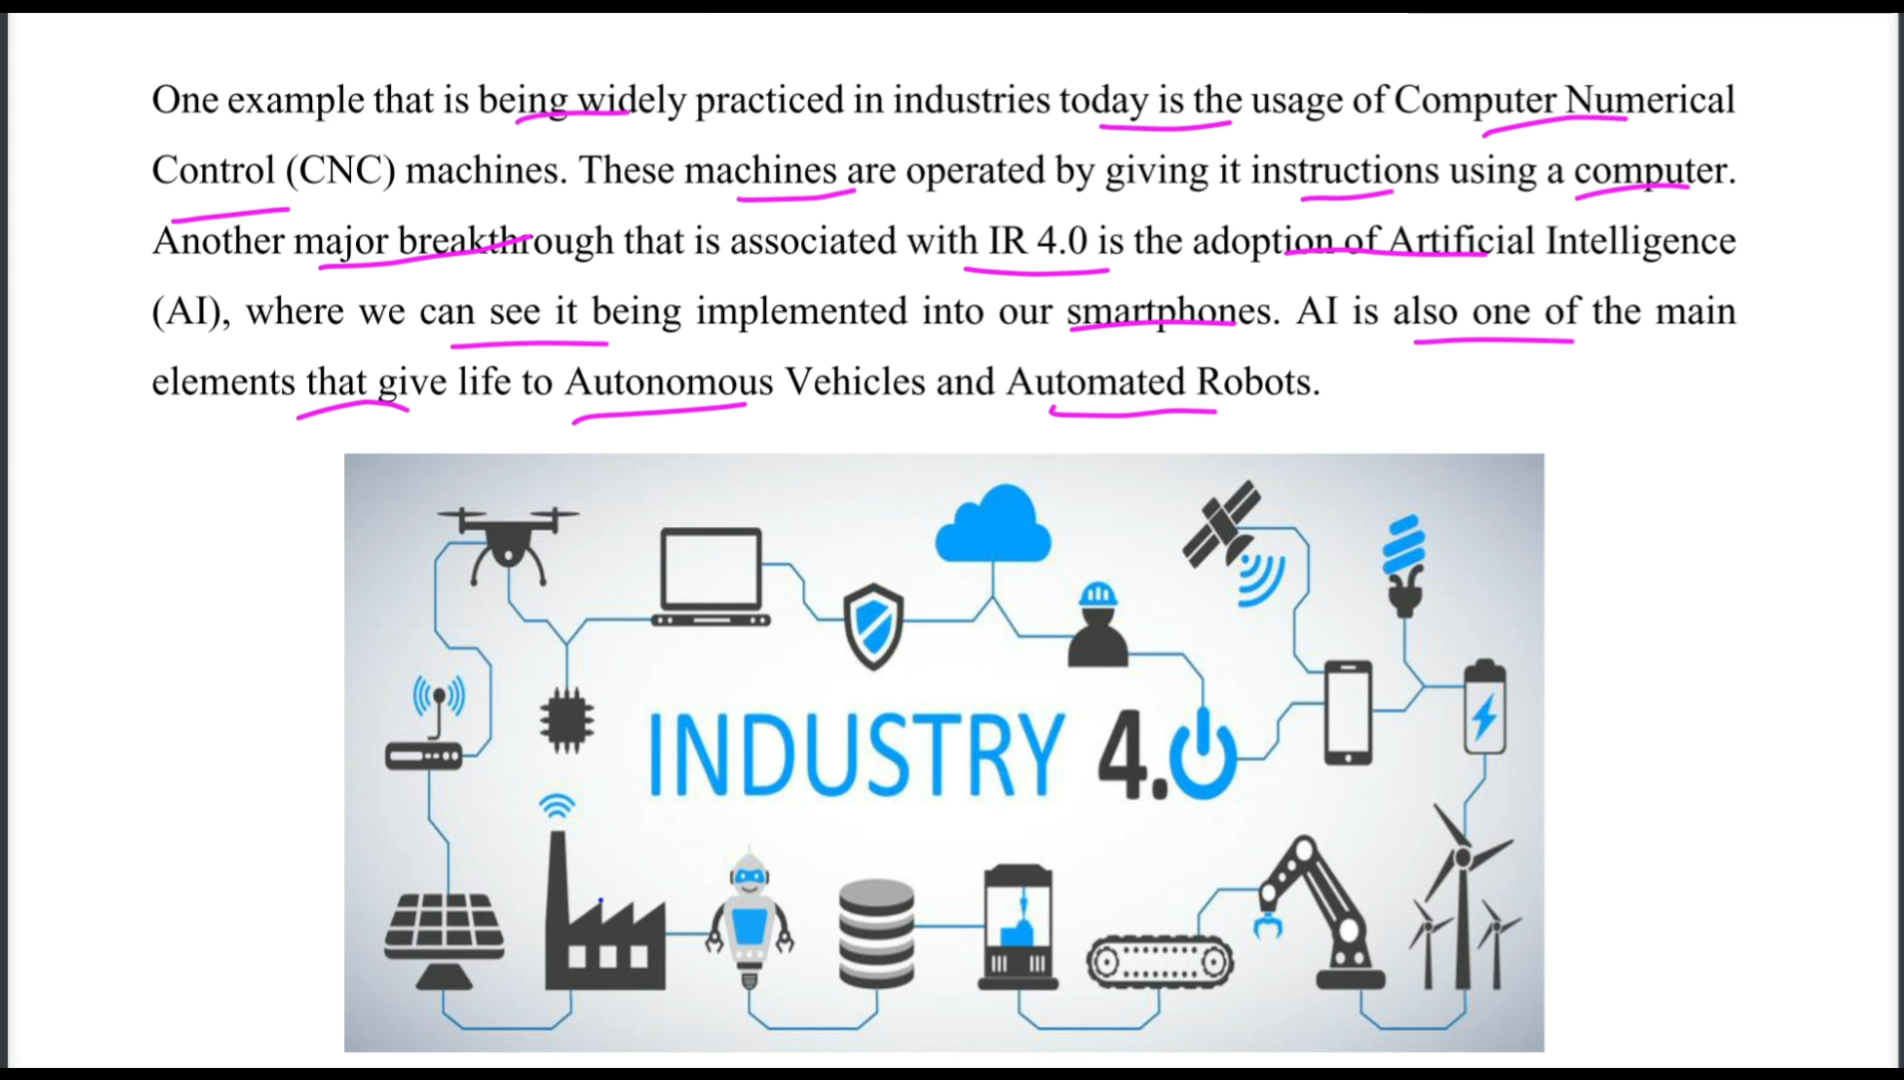 One example that is being widely practiced in industries today is the usage of Computer Numerical
Control (CNC) machines. These machines are operated by giving it instructions using a computer.
Another major breakthrough that is associated with IR 4.0 is the adoption of Artificial Intelligence
(AI), where we can see it being implemented into our smartphones. AI is also one of the main
elements that give life to Autonomous Vehicles and Automated Robots.
INDUSTRY 4.0